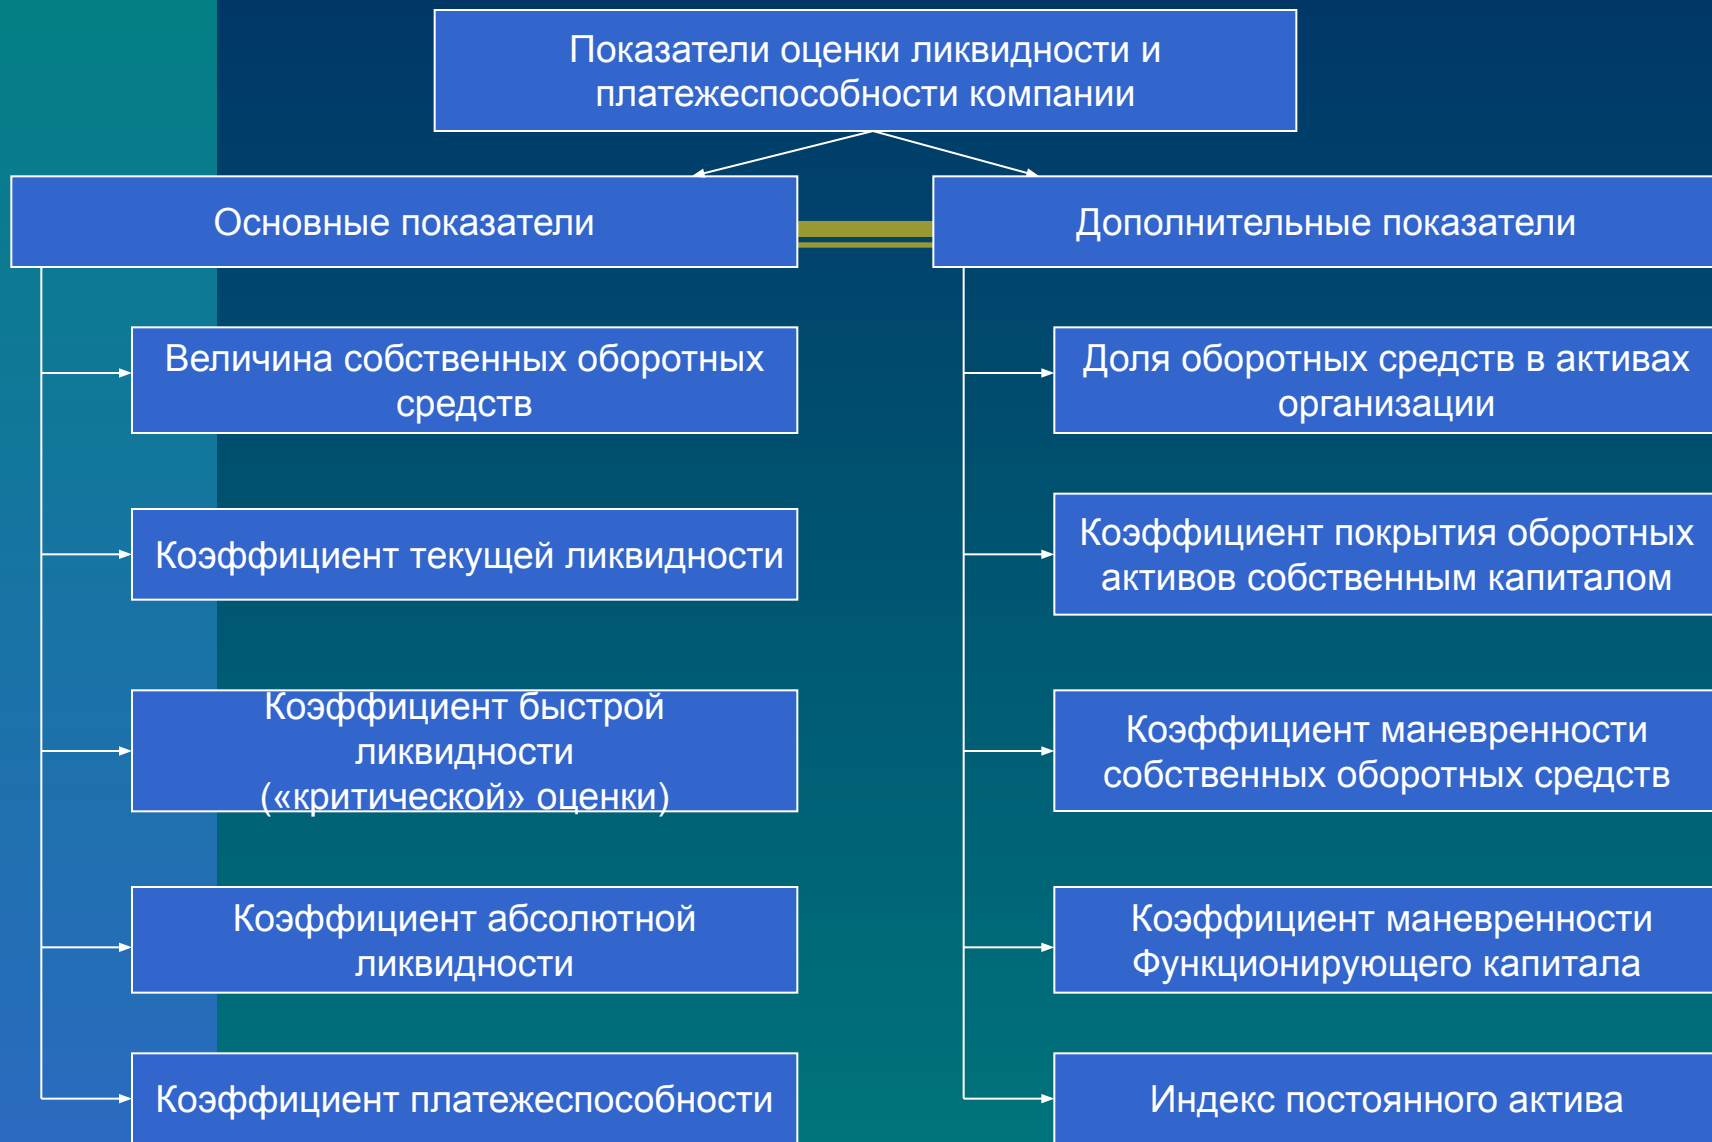 Показатели оценки ликвидности и
платежеспособности компании
Основные показатели
Дополнительные показатели
Величина собственных оборотных
средств
Коэффициент текущей ликвидности
Коэффициент быстрой
ликвидности
(«критической» оценки)
Коэффициент абсолютной
ликвидности
Коэффициент платежеспособности
Доля оборотных средств в активах
организации
Коэффициент покрытия оборотных
активов собственным капиталом
Коэффициент маневренности
собственных оборотных средств
Коэффициент маневренности
Функционирующего капитала
Индекс постоянного актива